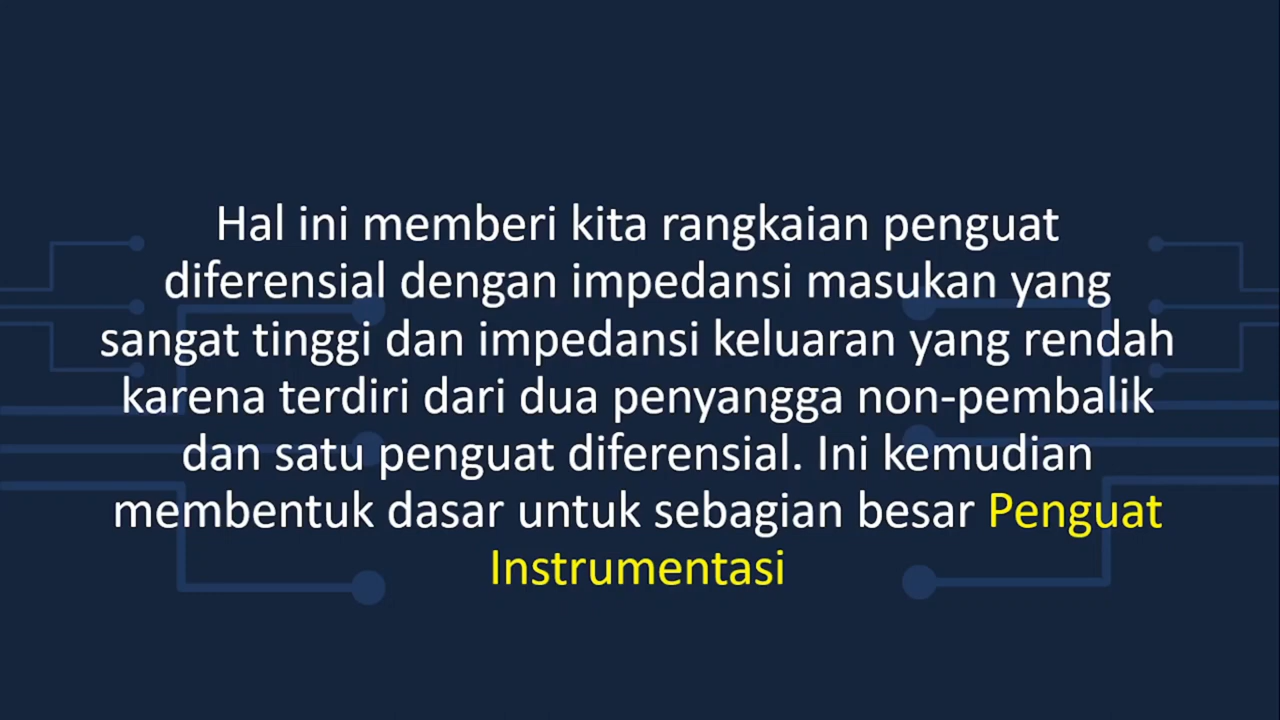 Hal ini memberi kita rangkaian penguat
diferensial dengan impedansi masukan yang
sangat tinggi dan impedansi keluaran yang rendah
karena terdiri dari dua penyangga non-pembalik
dan satu penguat diferensial. Ini kemudian
membentuk dasar untuk sebagian besar Penguat
Instrumentasi